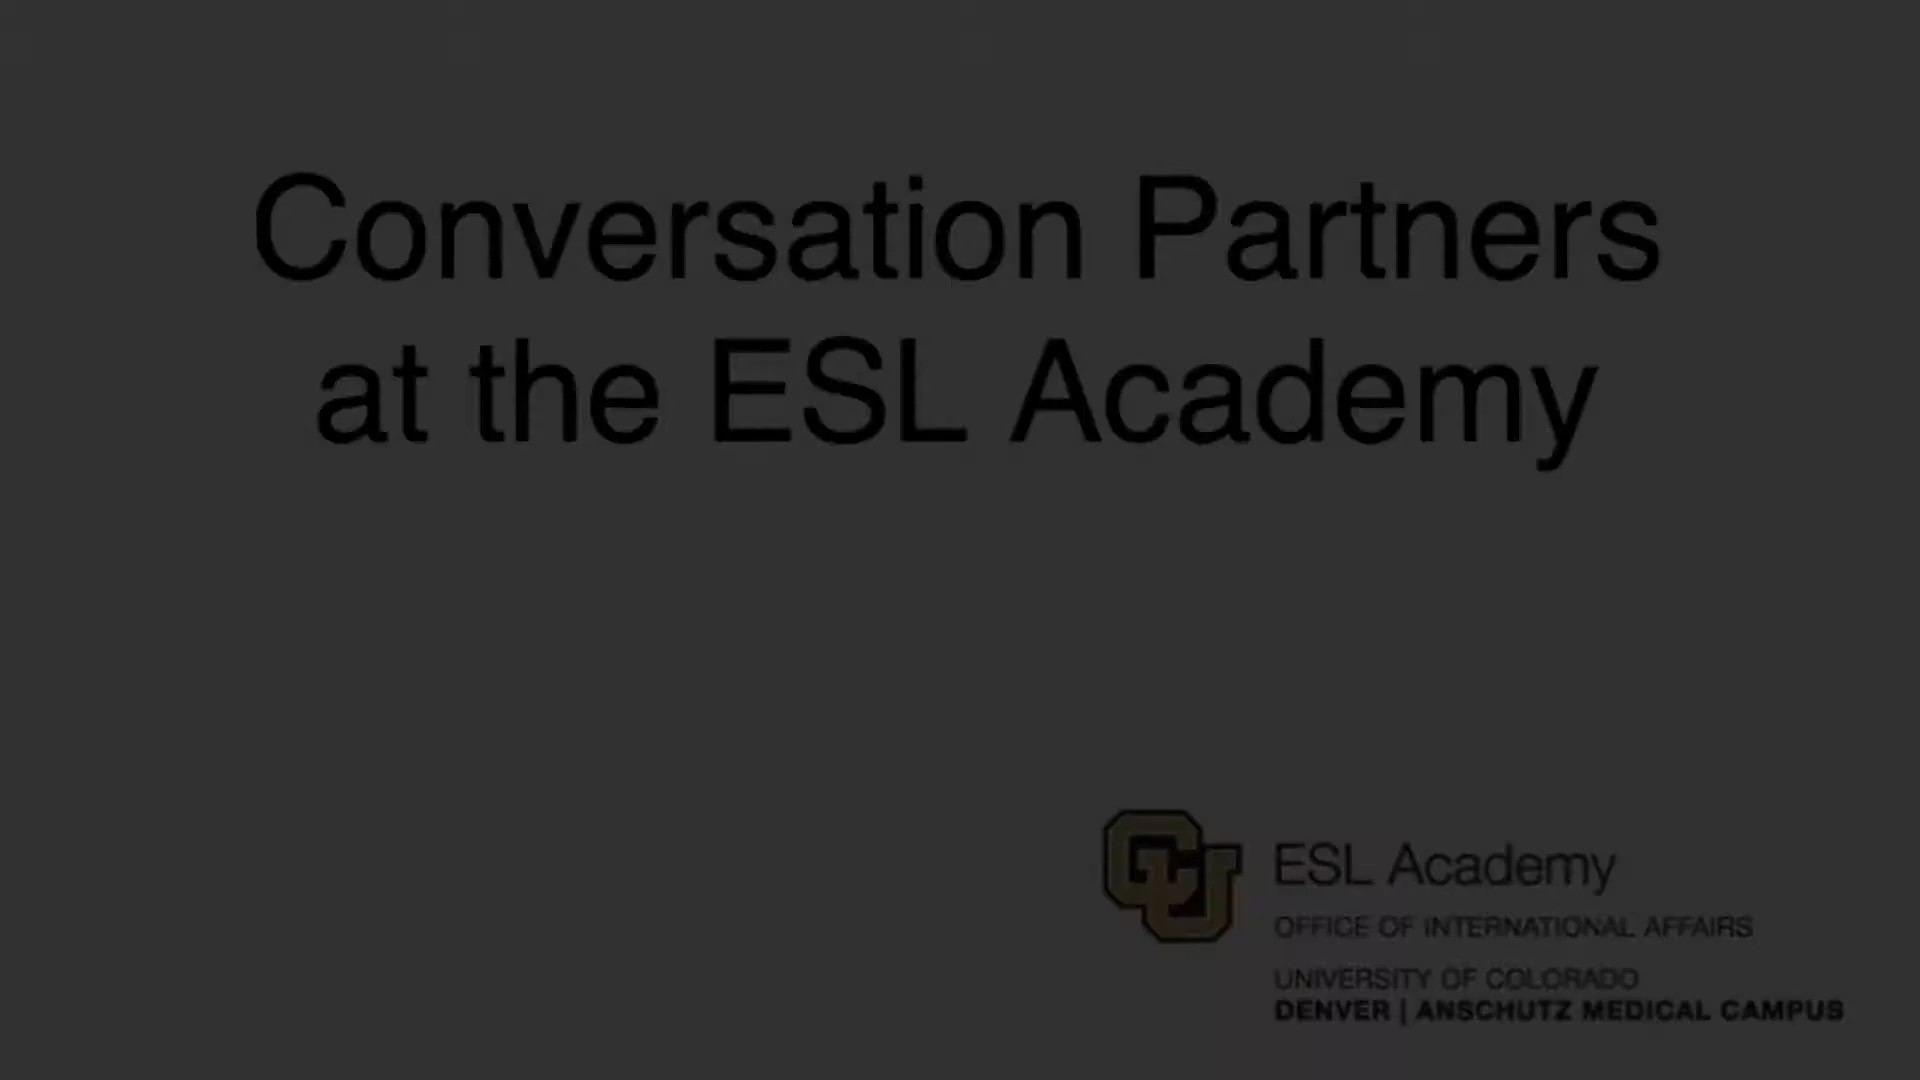 Conversation Partners
at the ESL Academy
CU
ESL Academy
OFFICE OF INTERNATIONAL AFFAIRS
UNIVERSITY OF COLORADO
DENVER | ANSCHUTZ MEDICAL CAMPUS